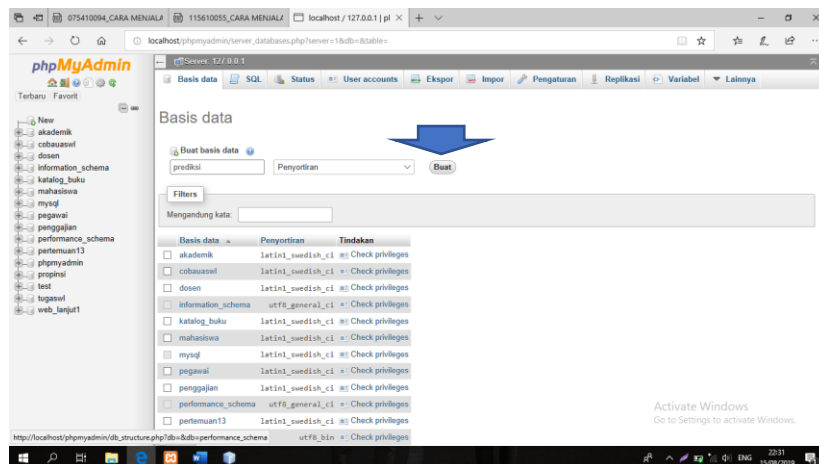 075410094_CARA MENJALA
115610055_CARA MENJALA
localhost / 127.0.0.1 | pl
localhost/phpmyadmin/server_databases.php?server=1&db=&table=
phpMyAdmin
Terbaru Favorit
New
akademik
cobauaswl
dosen
information_schema
katalog_buku
mahasiswa
mysql
pegawai
penggajian
performance_schema
pertemuan13
phpmyadmin
propinsi
test
tugaswl
web_lanjut1
Server: 127.0.0.1
Basis data SQL Status User accounts Ekspor Impor Pengaturan Replikasi Variabel Lainnya
Basis data
Buat basis data
prediksi Penyortiran Buat
Filters
Mengandung kata:
Basis data Penyortiran Tindakan
akademik latin1_swedish_ci Check privileges
cobauaswl latin1_swedish_ci Check privileges
dosen latin1_swedish_ci Check privileges
information_schema utf8_general_ci Check privileges
katalog_buku latin1_swedish_ci Check privileges
mahasiswa latin1_swedish_ci Check privileges
mysql latin1_swedish_ci Check privileges
pegawai latin1_swedish_ci Check privileges
penggajian latin1_swedish_ci Check privileges
performance_schema utf8_general_ci Check privileges
pertemuan13 latin1_swedish_ci Check privileges
utf8_bin Check privileges
Activate Windows
Go to Settings to activate Windows.
http://localhost/phpmyadmin/db_structure.php?db=&db=performance_schema
ENG
22:31
15/08/2019